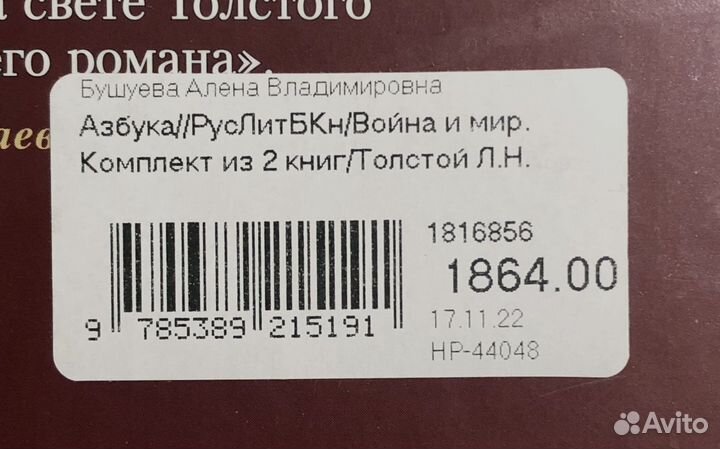 а свете Толстого
его романа».
аев
Бушуева Алена Владимировна
Азбука//РусЛитБКн/Война и мир.
Комплект из 2 книг/Толстой Л.Н.
1816856
1864.00
9 785389 215191
17.11.22
НР-44048
Avito